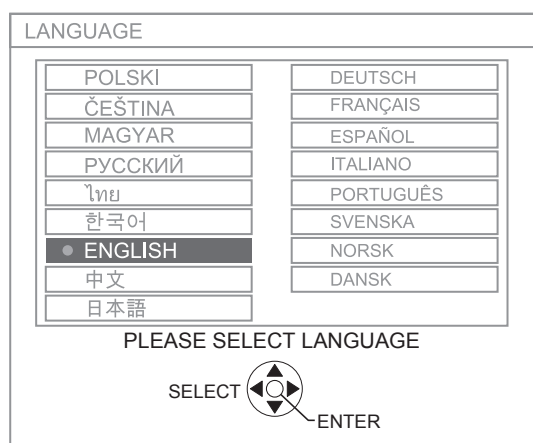 LANGUAGE
POLSKI
ČEŠTINA
MAGYAR
РУССКИЙ
ไทย
한국어
ENGLISH
中文
日本語
DEUTSCH
FRANÇAIS
ESPAÑOL
ITALIANO
PORTUGUÊS
SVENSKA
NORSK
DANSK
PLEASE SELECT LANGUAGE
SELECT
ENTER